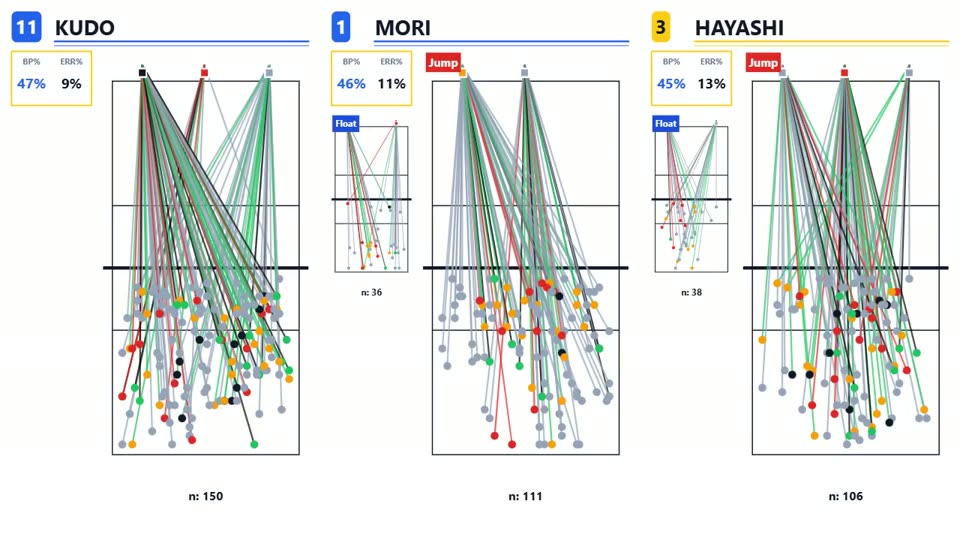 11 KUDO
BP% ERR%
47% 9%
n: 150
1 MORI
BP% ERR%
46% 11%
Jump
Float
n: 36
n: 111
3 HAYASHI
BP% ERR%
45% 13%
Jump
Float
n: 38
n: 106